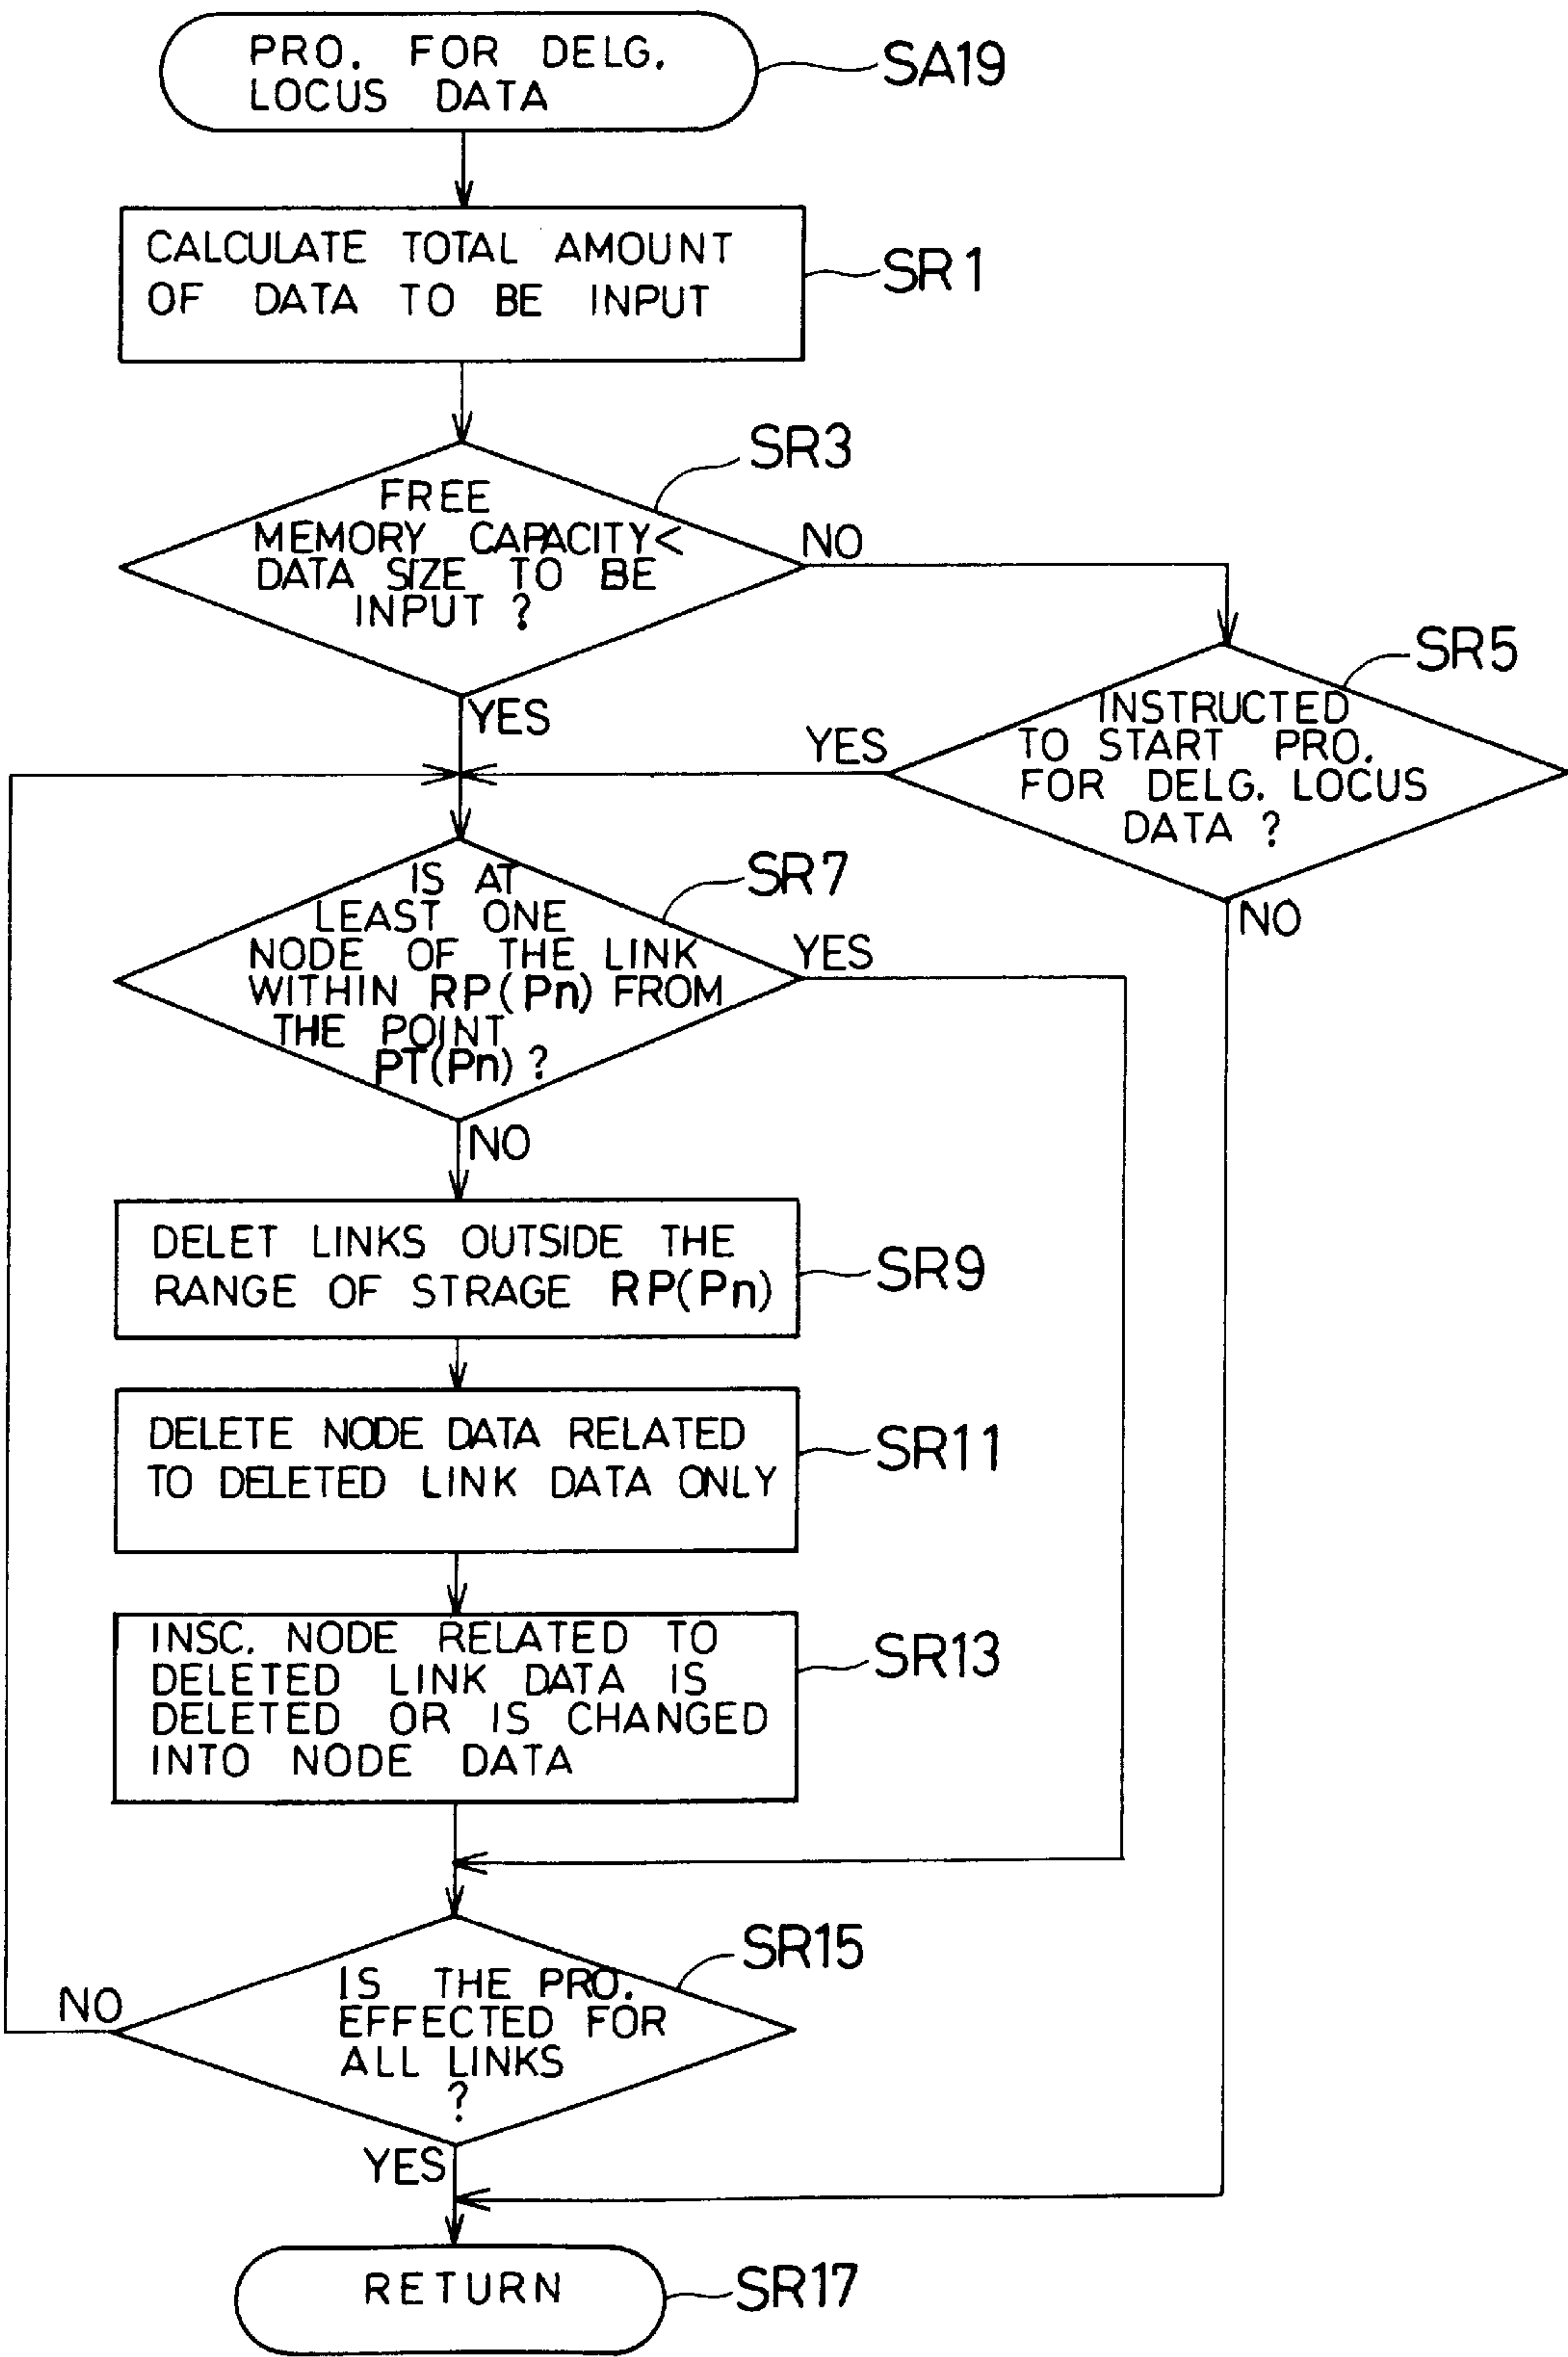 PRO. FOR DELG.
LOCUS DATA
SA19
CALCULATE TOTAL AMOUNT
OF DATA TO BE INPUT
SR1
SR3
FREE
MEMORY CAPACITY<
DATA SIZE TO BE
INPUT ?
NO
YES
SR5
INSTRUCTED
TO START PRO.
FOR DELG. LOCUS
DATA ?
YES
NO
SR7
IS AT
LEAST ONE
NODE OF THE LINK
WITHIN RP(Pn) FROM
THE POINT
PT(Pn) ?
YES
NO
DELET LINKS OUTSIDE THE
RANGE OF STRAGE RP(Pn)
SR9
DELETE NODE DATA RELATED
TO DELETED LINK DATA ONLY
SR11
INSC. NODE RELATED TO
DELETED LINK DATA IS
DELETED OR IS CHANGED
INTO NODE DATA
SR13
SR15
IS THE PRO.
EFFECTED FOR
ALL LINKS
?
NO
YES
RETURN
SR17